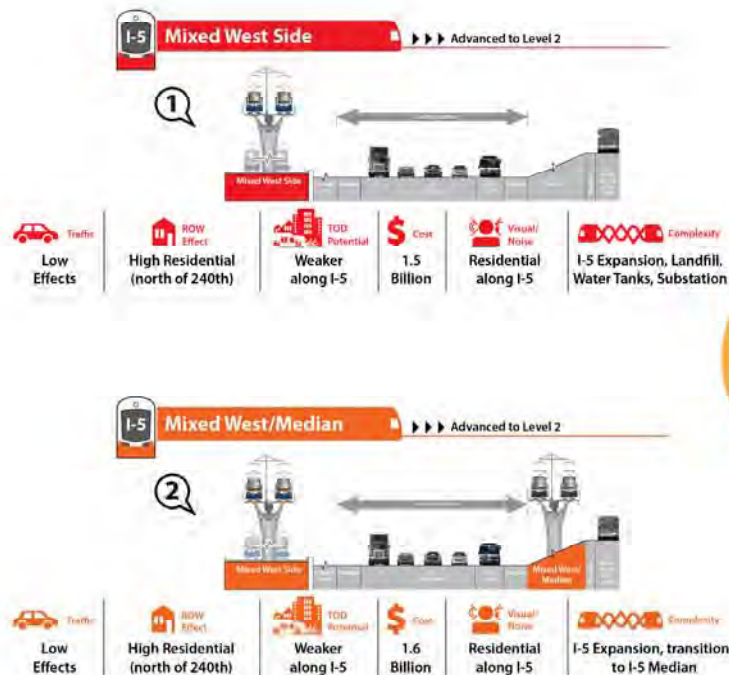 I-5 Mixed West Side Advanced to Level 2
1
Mixed West Side
Traffic
Low
Effects
ROW
Effect
High Residential
(north of 240th)
TOD
Potential
Weaker
along I-5
Cost
1.5
Billion
Visual/
Noise
Residential
along I-5
Complexity
I-5 Expansion, Landfill,
Water Tanks, Substation
I-5 Mixed West/Median Advanced to Level 2
2
Mixed West Side
Mixed West/
Median
Traffic
Low
Effects
ROW
Effect
High Residential
(north of 240th)
TOD
Potential
Weaker
along I-5
Cost
1.6
Billion
Visual/
Noise
Residential
along I-5
Complexity
I-5 Expansion, transition
to I-5 Median